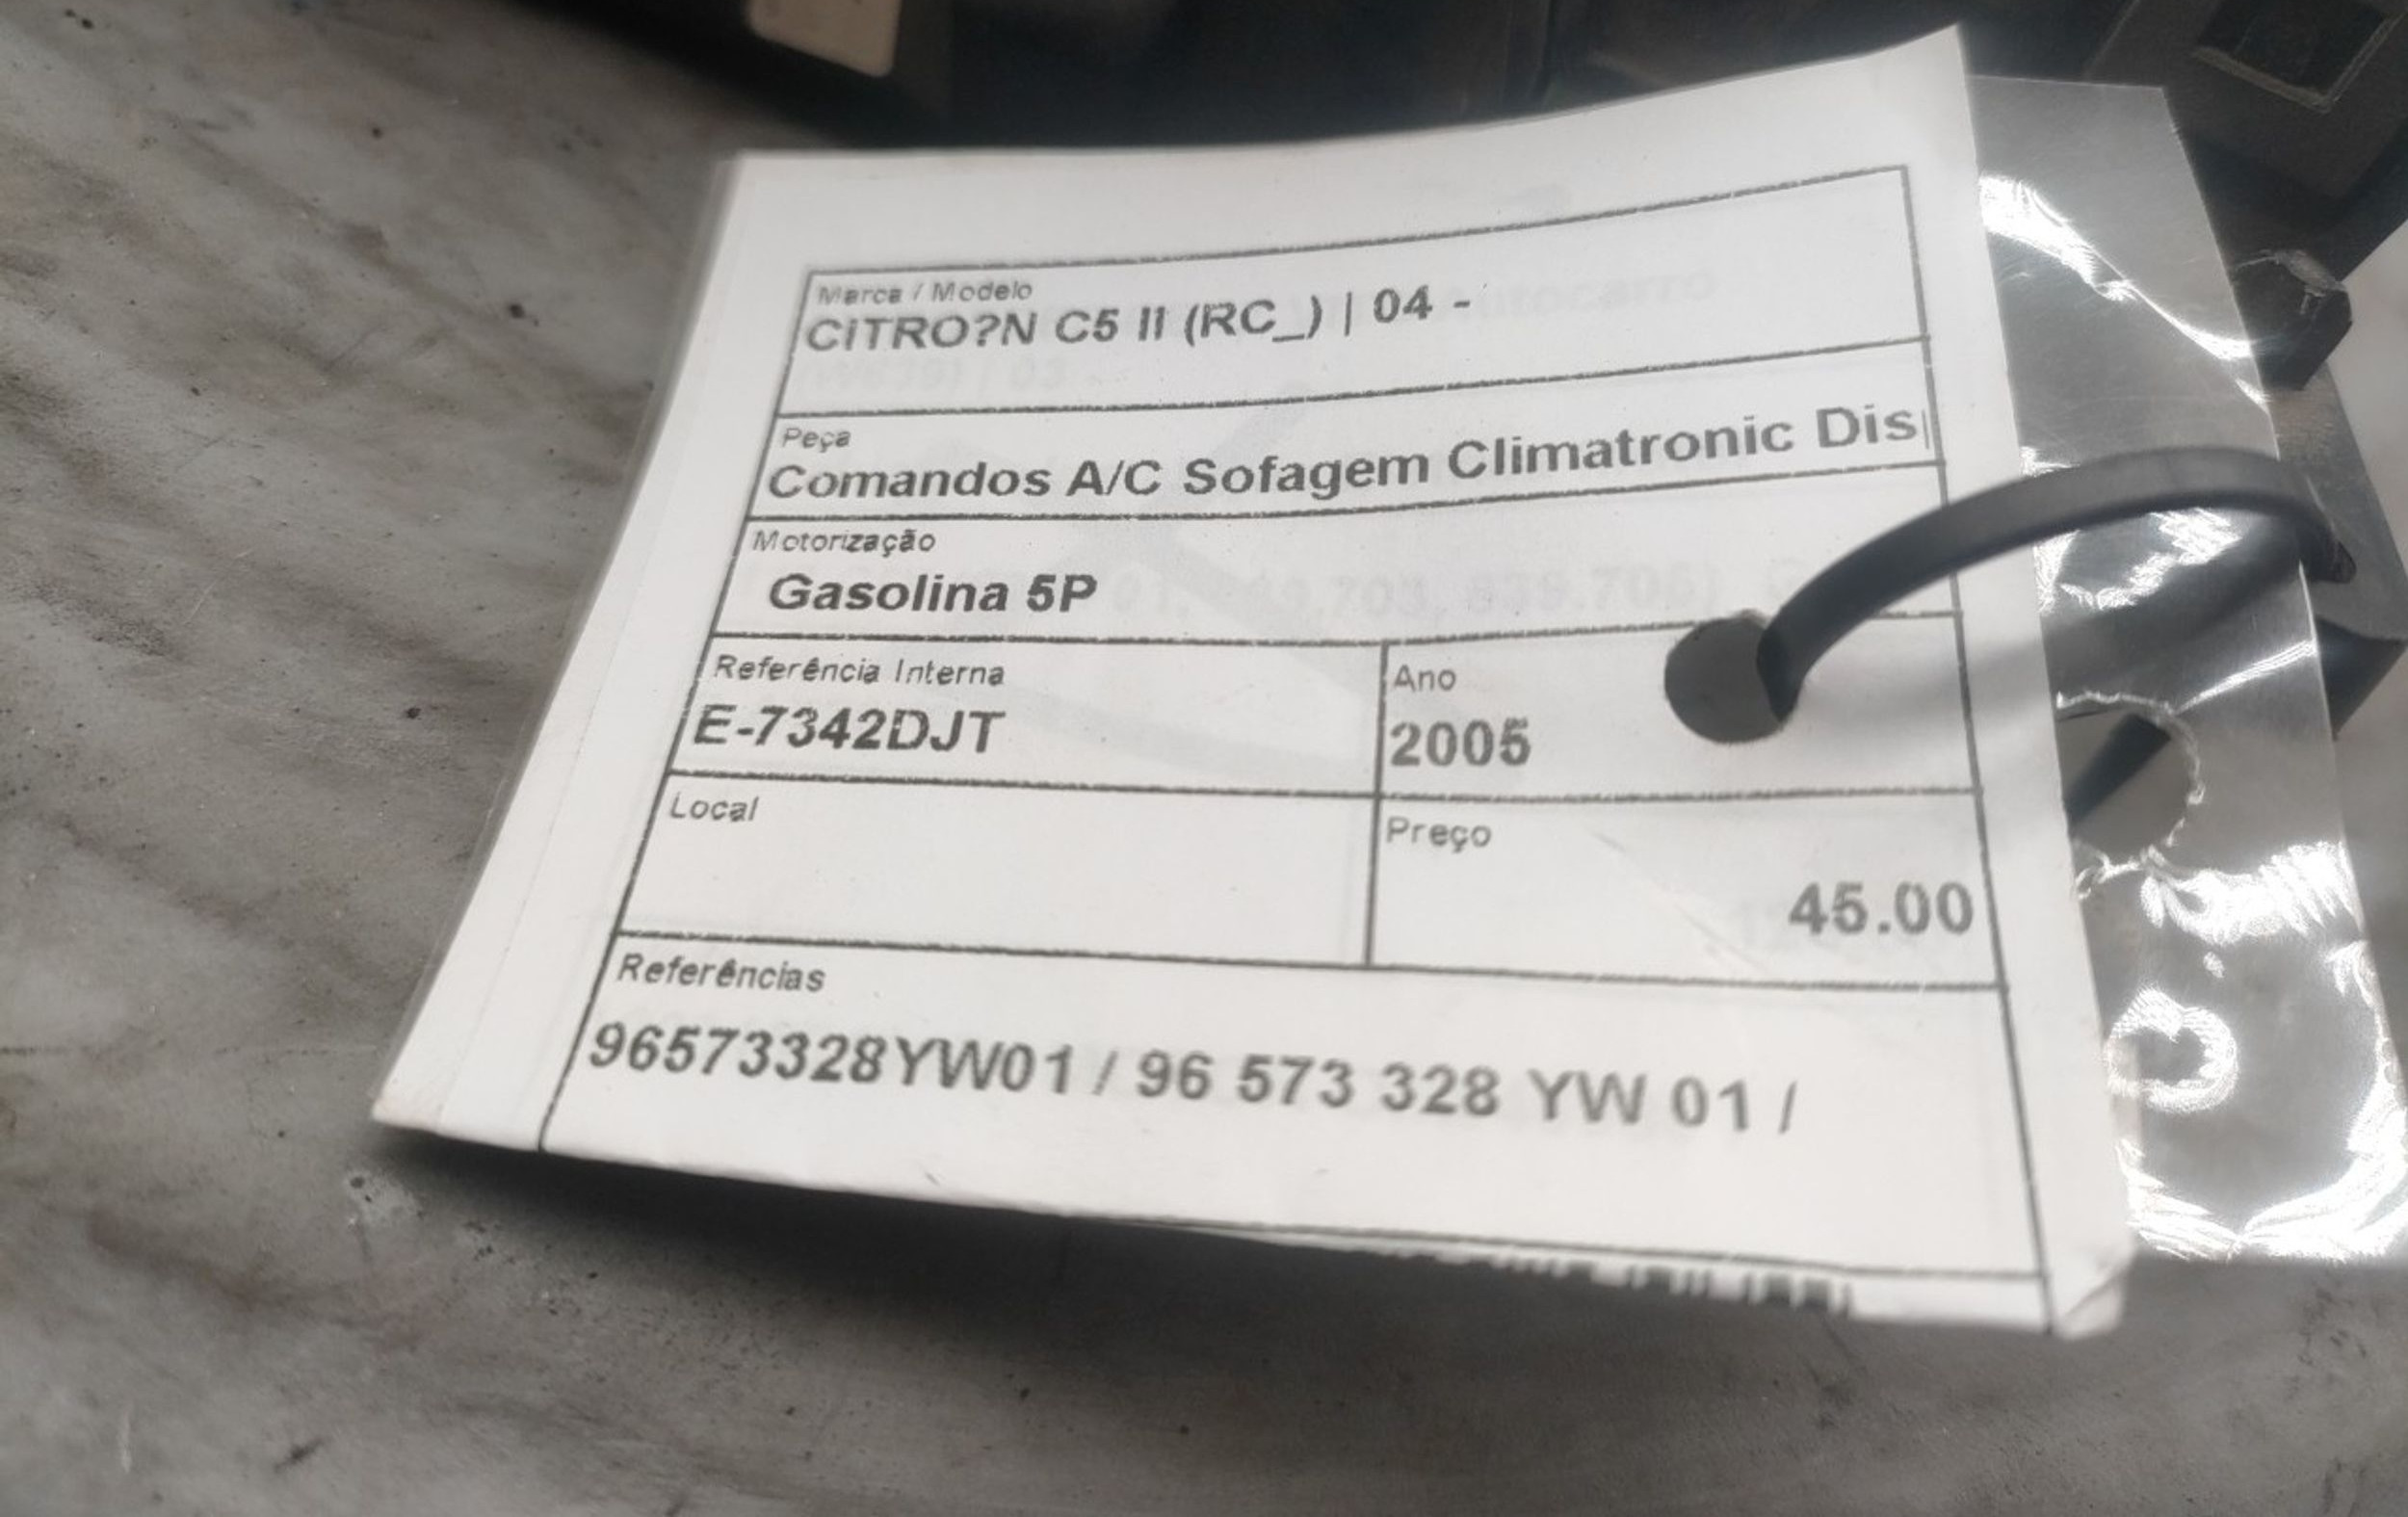 Marca / Modelo
CITRO?N C5 II (RC_) | 04 -
Peça
Comandos A/C Sofagem Climatronic Dis
Motorização
Gasolina 5P
Referência Interna
E-7342DJT
Ano
2005
Local
Preço
45.00
Referências
96573328YW01 / 96 573 328 YW 01 /